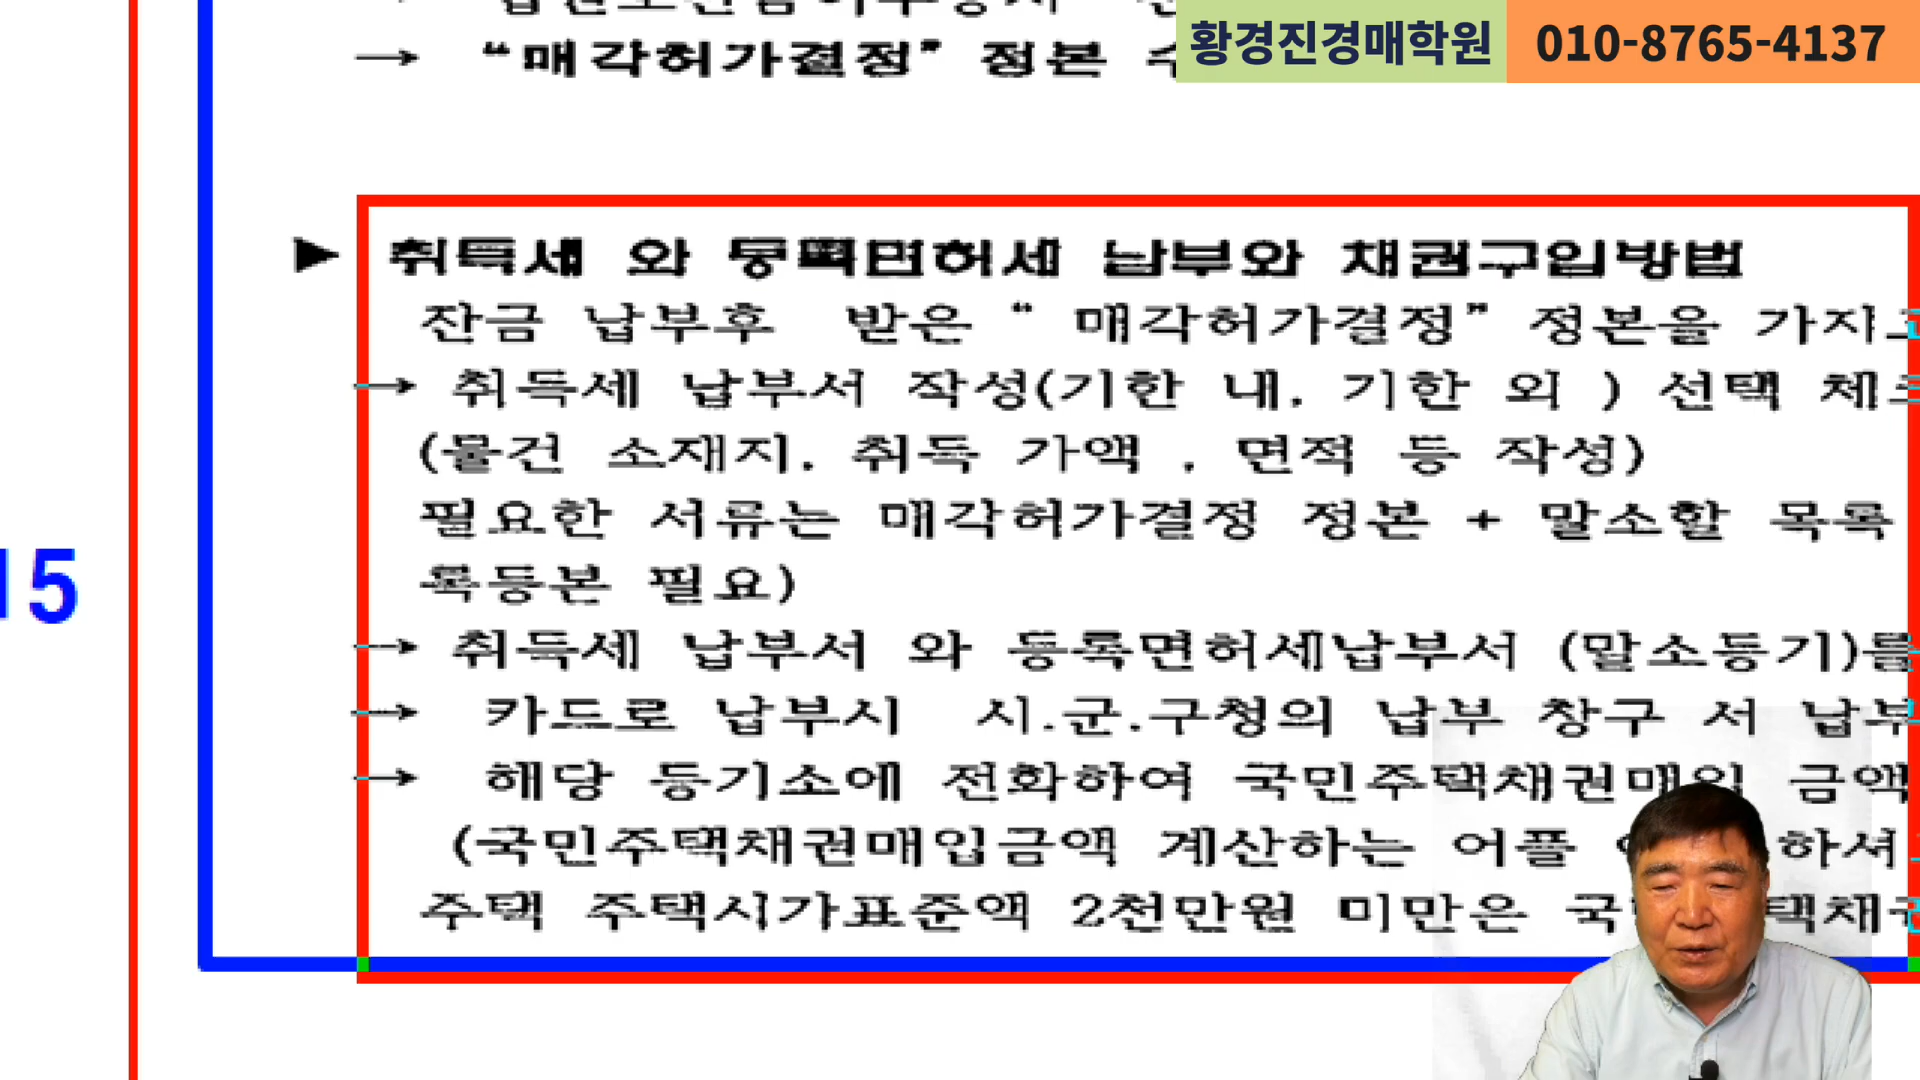 → “매각허가결정” 정본
황경진경매학원 010-8765-4137
▶ 취득세 와 등록면허세 납부와 채권구입방법
잔금 납부후 받은 “ 매각허가결정” 정본을 가지고
→ 취득세 납부서 작성(기한 내. 기한 외 ) 선택 체크
(물건 소재지. 취득 가액 . 면적 등 작성)
필요한 서류는 매각허가결정 정본 + 말소할 목록
록등본 필요)
15
→ 취득세 납부서 와 등록면허세납부서 (말소등기)를
→ 카드로 납부시 시.군.구청의 납부 창구 서 납부
→ 해당 등기소에 전화하여 국민주택채권매입 금액
(국민주택채권매입금액 계산하는 어플 하셔
주택 주택시가표준액 2천만원 미만은